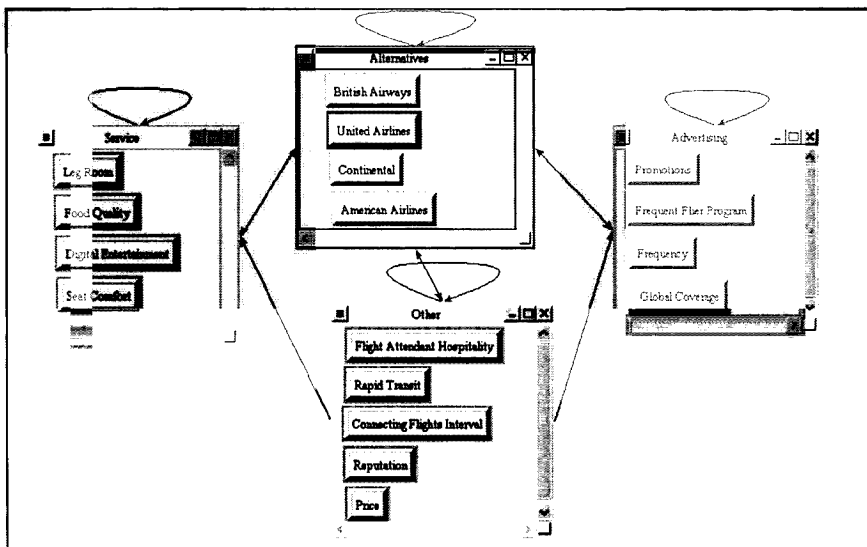 Alternatives
British Airways
United Airlines
Continental
American Airlines
Service
Leg Room
Food Quality
Digital Entertainment
Seat Comfort
Advertising
Promotions
Frequent Flier Program
Frequency
Global Coverage
Other
Flight Attendant Hospitality
Rapid Transit
Connecting Flights Interval
Reputation
Price